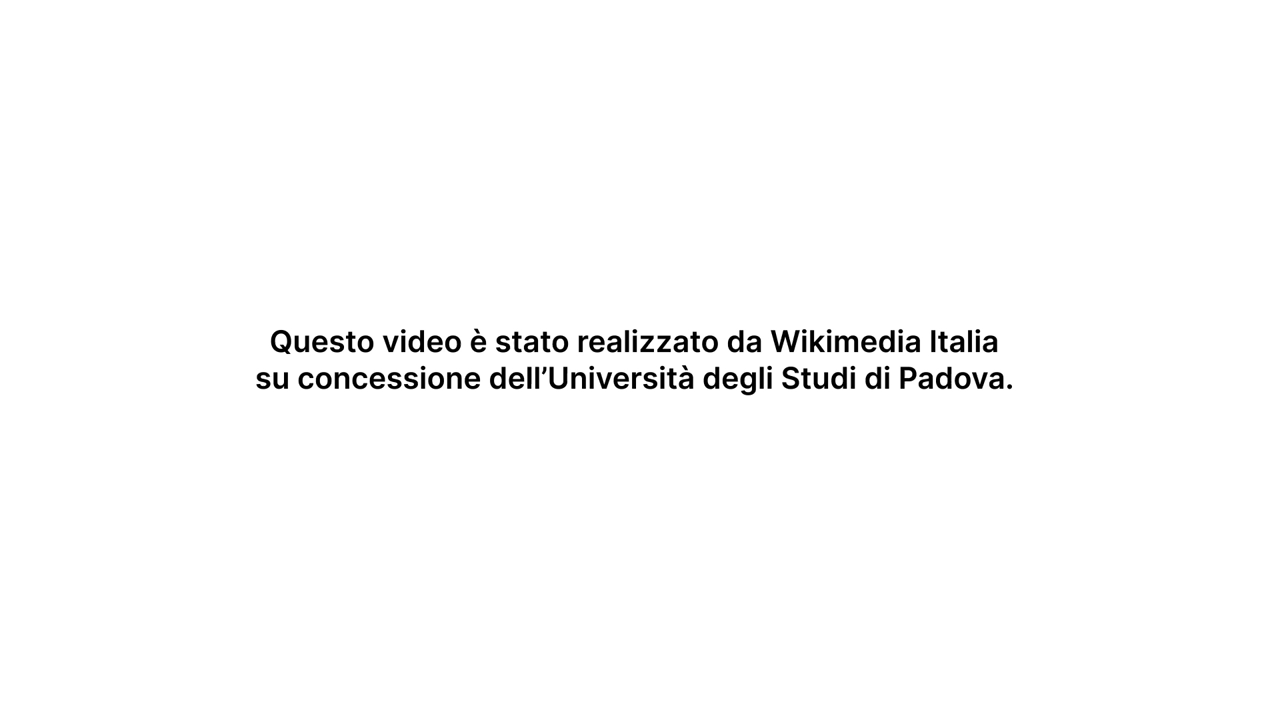 Questo video è stato realizzato da Wikimedia Italia
su concessione dell’Università degli Studi di Padova.